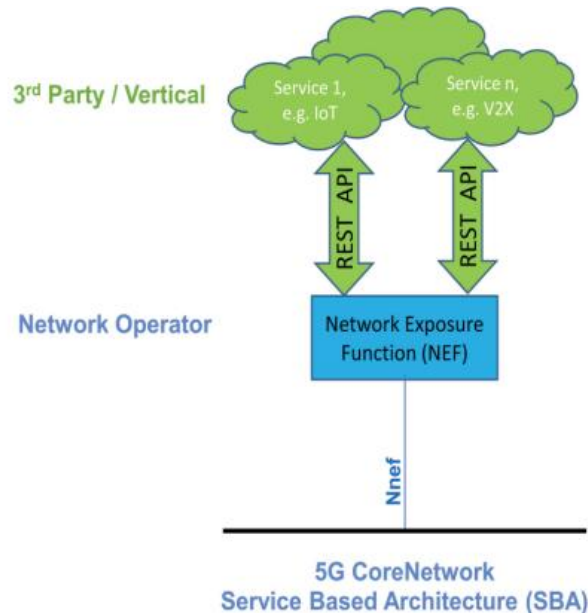 3rd Party / Vertical
Service 1,
e.g. IoT
Service n,
e.g. V2X
REST API
REST API
Network Operator
Network Exposure
Function (NEF)
Nnef
5G CoreNetwork
Service Based Architecture (SBA)